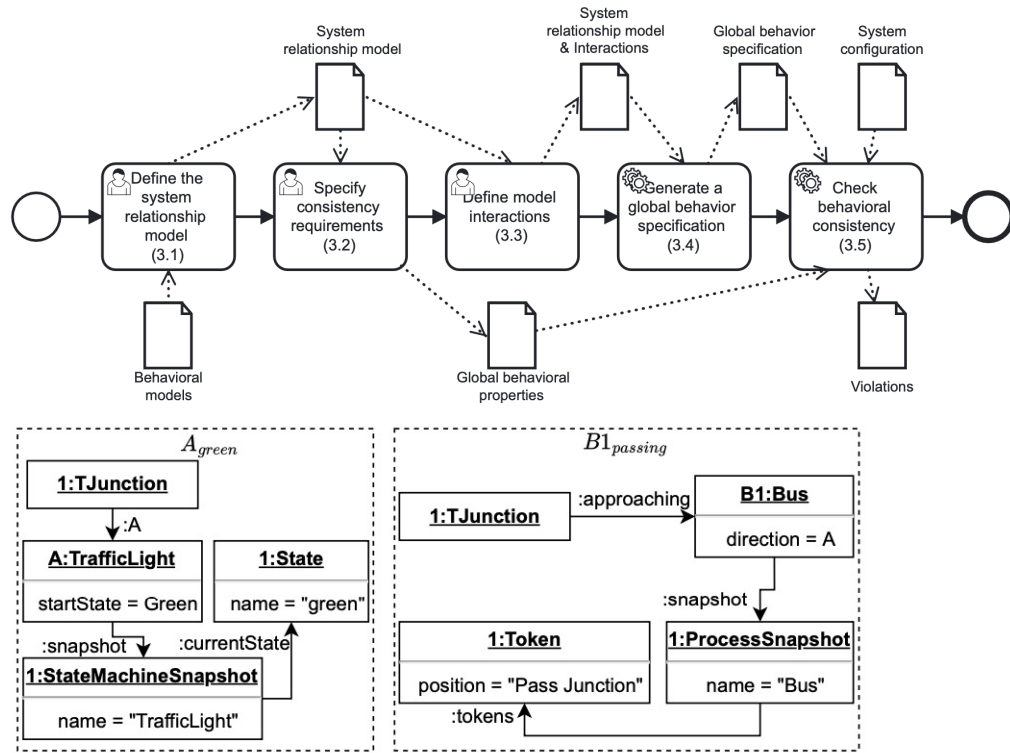 System
relationship model
System
relationship model
& Interactions
Global behavior
specification
System
configuration
Define the
system
relationship
model
(3.1)
Specify
consistency
requirements
(3.2)
Define model
interactions
(3.3)
Generate a
global behavior
specification
(3.4)
Check
behavioral
consistency
(3.5)
Behavioral
models
Global behavioral
properties
Violations
A green
1:TJunction
:A
A:TrafficLight
startState = Green
1:State
name = "green"
:snapshot
:currentState
1:StateMachineSnapshot
name = "TrafficLight"
B1 passing
1:TJunction
:approaching
B1:Bus
direction = A
:snapshot
1:Token
position = "Pass Junction"
1:ProcessSnapshot
name = "Bus"
:tokens